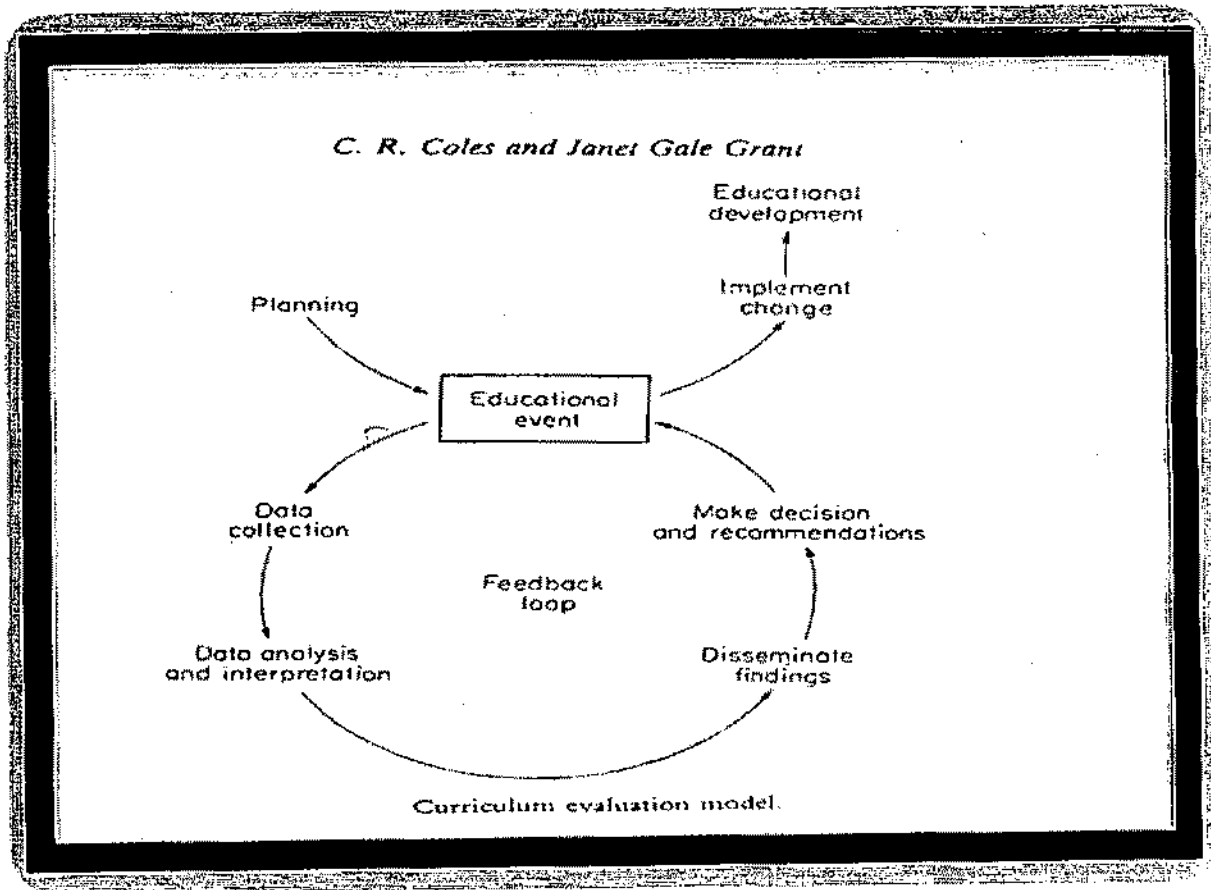 C. R. Coles and Janet Gale Grant
Educational
development
Implement
change
Planning
Educational
event
Data
collection
Make decision
and recommendations
Feedback
loop
Data analysis
and interpretation
Disseminate
findings
Curriculum evaluation model.